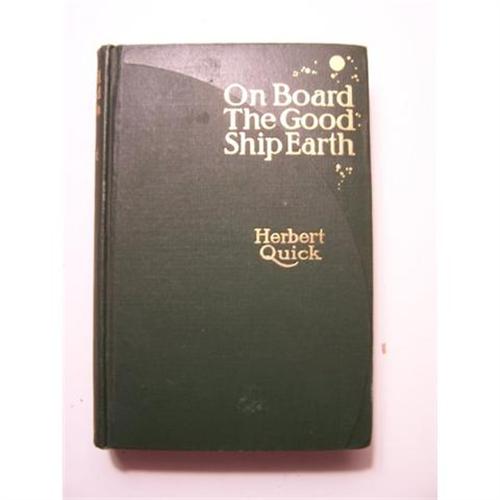 On Board
The Good
Ship Earth
Herbert
Quick